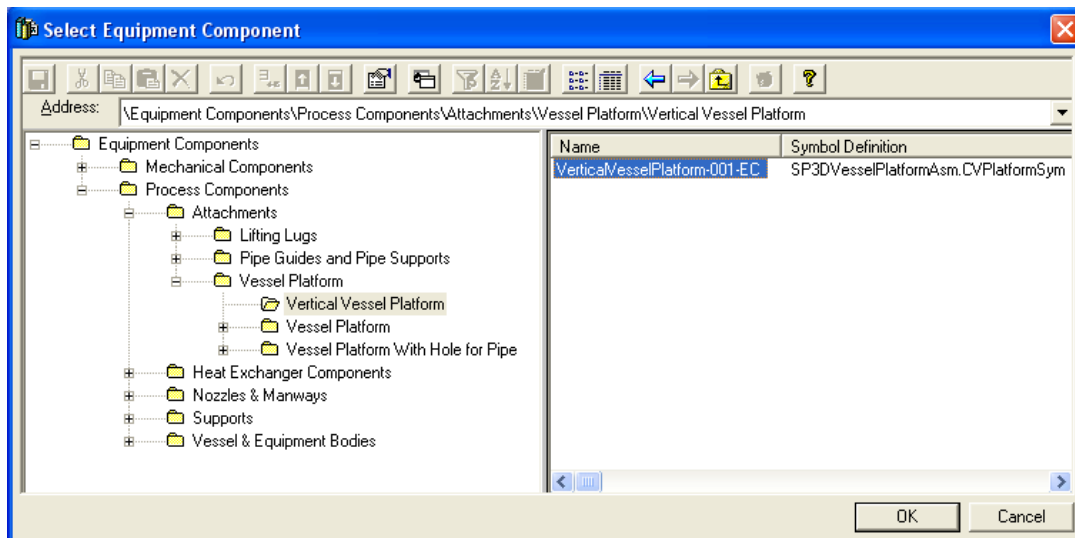 Select Equipment Component
Address: \Equipment Components\Process Components\Attachments\Vessel Platform\Vertical Vessel Platform
Equipment Components
Mechanical Components
Process Components
Attachments
Lifting Lugs
Pipe Guides and Pipe Supports
Vessel Platform
Vertical Vessel Platform
Vessel Platform
Vessel Platform With Hole for Pipe
Heat Exchanger Components
Nozzles & Manways
Supports
Vessel & Equipment Bodies
Name Symbol Definition
VerticalVesselPlatform-001-EC SP3DVesselPlatformAsm.CVPlatformSym
OK Cancel